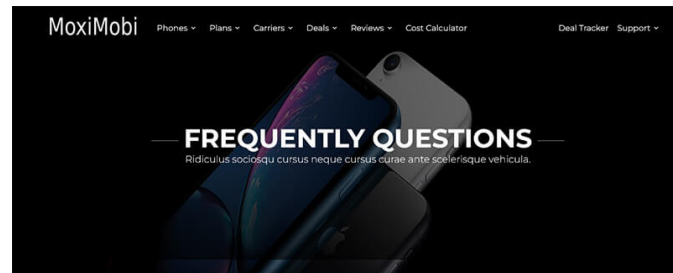 MoxiMobi
Phones Plans Carriers Deals Reviews Cost Calculator Deal Tracker Support
FREQUENTLY QUESTIONS
Ridiculus sociosqu cursus neque cursus curae ante scelerisque vehicula.